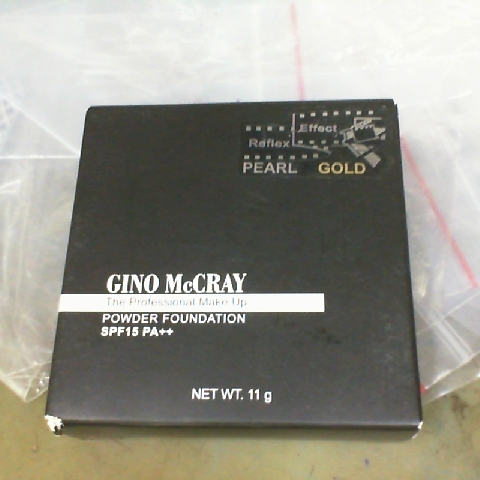 Effect
Reflex
PEARL GOLD
GINO McCRAY
The Professional Make Up
POWDER FOUNDATION
SPF15 PA++
NET WT. 11 g